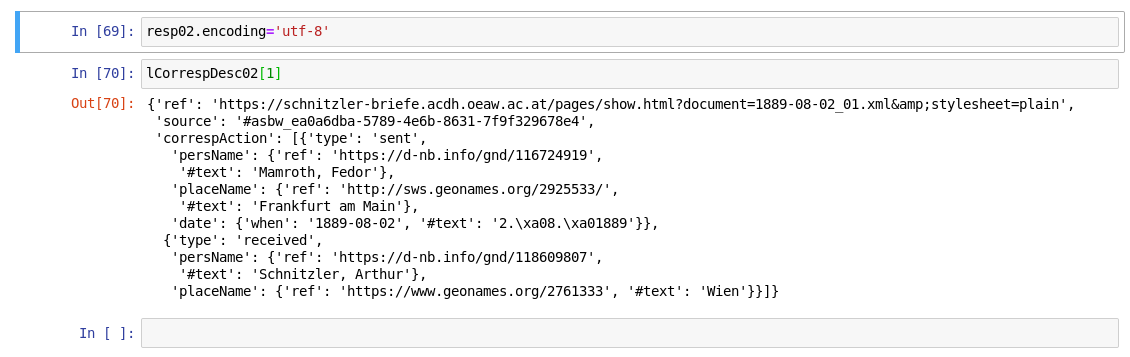 In [69]: resp02.encoding='utf-8'
In [70]: lCorrespDesc02[1]
Out[70]: {'ref': 'https://schnitzler-briefe.acdh.oeaw.ac.at/pages/show.html?document=1889-08-02_01.xml&amp;stylesheet=plain',
'source': '#asbw_ea0a6dba-5789-4e6b-8631-7f9f329678e4',
'correspAction': [{'type': 'sent',
'persName': {'ref': 'https://d-nb.info/gnd/116724919',
'#text': 'Mamroth, Fedor'},
'placeName': {'ref': 'http://sws.geonames.org/2925533/',
'#text': 'Frankfurt am Main'},
'date': {'when': '1889-08-02', '#text': '2.\xa08.\xa01889'}},
{'type': 'received',
'persName': {'ref': 'https://d-nb.info/gnd/118609807',
'#text': 'Schnitzler, Arthur'},
'placeName': {'ref': 'https://www.geonames.org/2761333', '#text': 'Wien'}}]}
In [ ]: